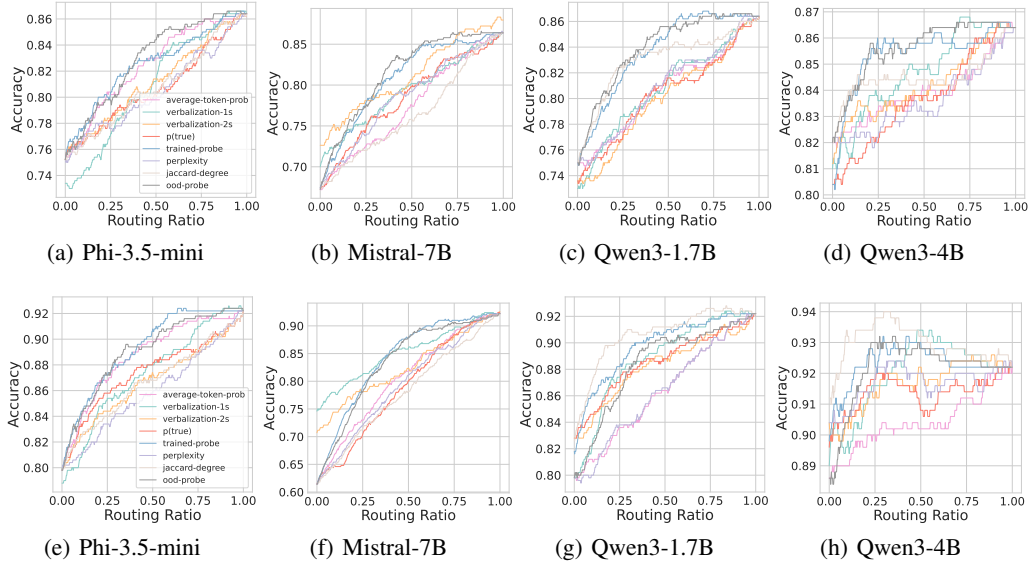 Accuracy
0.86
0.84
0.82
0.80
0.78
0.76
0.74
average-token-prob
verbalization-1s
verbalization-2s
p(true)
trained-probe
perplexity
jaccard-degree
ood-probe
0.00 0.25 0.50 0.75 1.00
Routing Ratio
(a) Phi-3.5-mini
Accuracy
0.85
0.80
0.75
0.70
0.00 0.25 0.50 0.75 1.00
Routing Ratio
(b) Mistral-7B
Accuracy
0.86
0.84
0.82
0.80
0.78
0.76
0.74
0.00 0.25 0.50 0.75 1.00
Routing Ratio
(c) Qwen3-1.7B
Accuracy
0.87
0.86
0.85
0.84
0.83
0.82
0.81
0.80
0.00 0.25 0.50 0.75 1.00
Routing Ratio
(d) Qwen3-4B
Accuracy
0.92
0.90
0.88
0.86
0.84
0.82
0.80
average-token-prob
verbalization-1s
verbalization-2s
p(true)
trained-probe
perplexity
jaccard-degree
ood-probe
0.00 0.25 0.50 0.75 1.00
Routing Ratio
(e) Phi-3.5-mini
Accuracy
0.90
0.85
0.80
0.75
0.70
0.65
0.60
0.00 0.25 0.50 0.75 1.00
Routing Ratio
(f) Mistral-7B
Accuracy
0.92
0.90
0.88
0.86
0.84
0.82
0.80
0.00 0.25 0.50 0.75 1.00
Routing Ratio
(g) Qwen3-1.7B
Accuracy
0.94
0.93
0.92
0.91
0.90
0.89
0.00 0.25 0.50 0.75 1.00
Routing Ratio
(h) Qwen3-4B